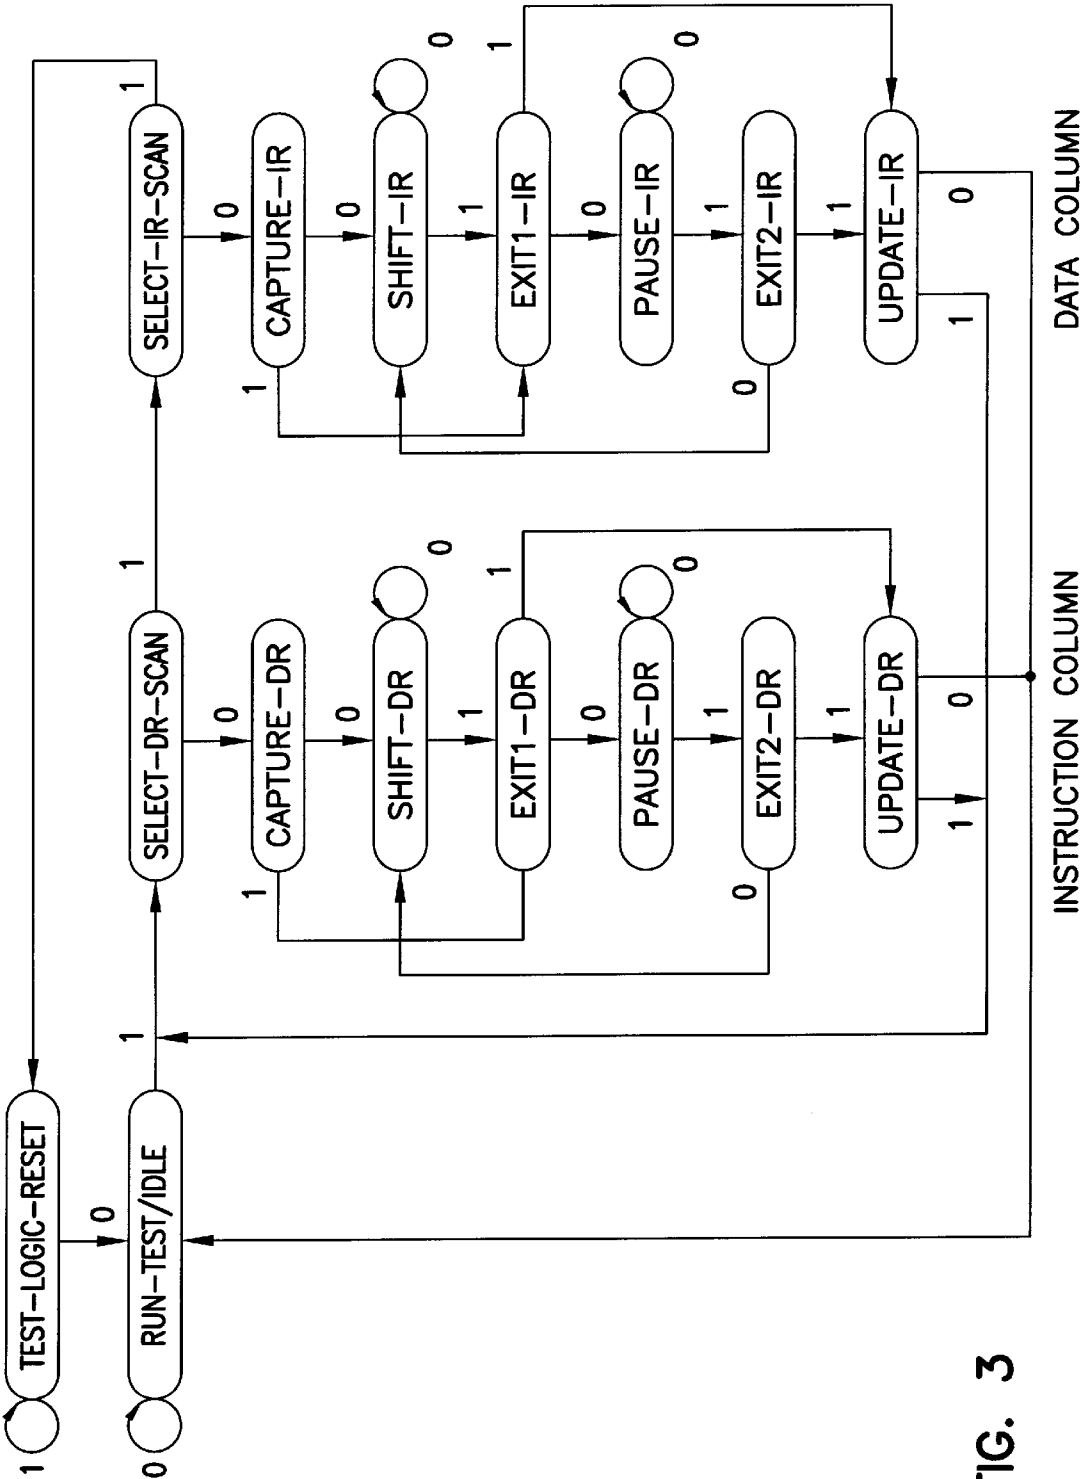 1
TEST-LOGIC-RESET
0
0
RUN-TEST/IDLE
1
SELECT-DR-SCAN
1
SELECT-IR-SCAN
1
0
0
1
CAPTURE-DR
1
CAPTURE-IR
0
0
SHIFT-DR
0
SHIFT-IR
0
1
1
EXIT1-DR
1
EXIT1-IR
1
0
0
PAUSE-DR
0
PAUSE-IR
0
1
1
0
EXIT2-DR
0
EXIT2-IR
1
1
UPDATE-DR
UPDATE-IR
1
0
1
0
INSTRUCTION COLUMN
DATA COLUMN
FIG. 3